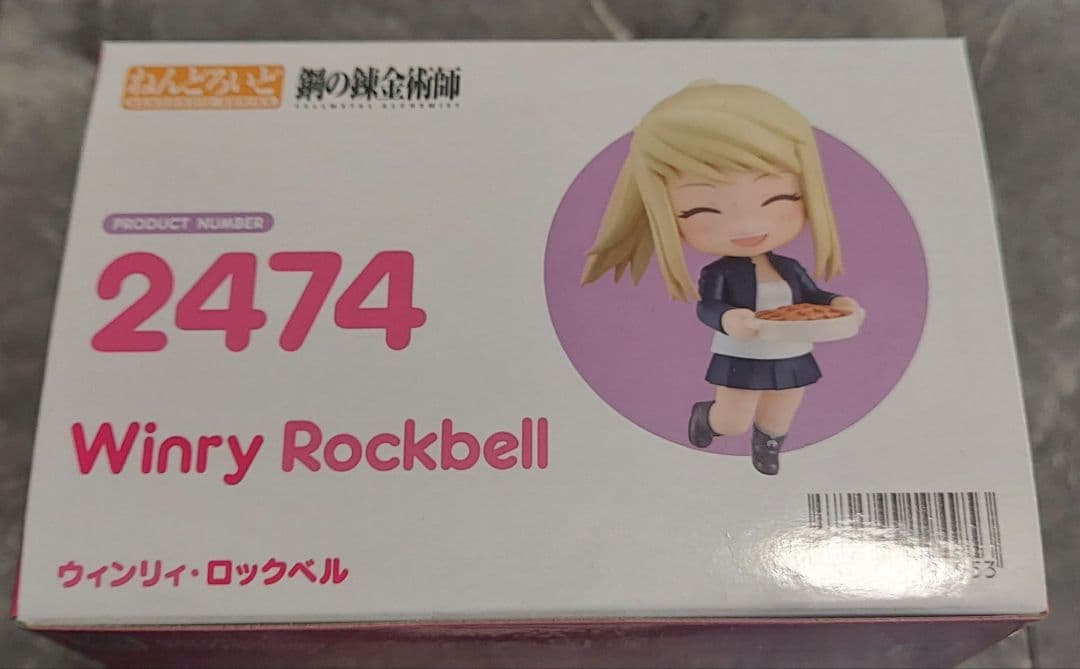 ねんどろいど 鋼の錬金術師
FULLMETAL ALCHEMIST
PRODUCT NUMBER
2474
Winry Rockbell
ウィンリィ・ロックベル
53